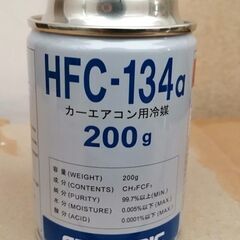 HFC-134a
カーエアコン用冷媒
200g
容量(WEIGHT) 200g
成分(CONTENTS) CH₂FCF₃
純分(PURITY) 99.7%以上(MIN.)
水分(MOISTURE) 0.005%以下(MAX.)
酸分(ACID) 0.0001%以下(MAX.)